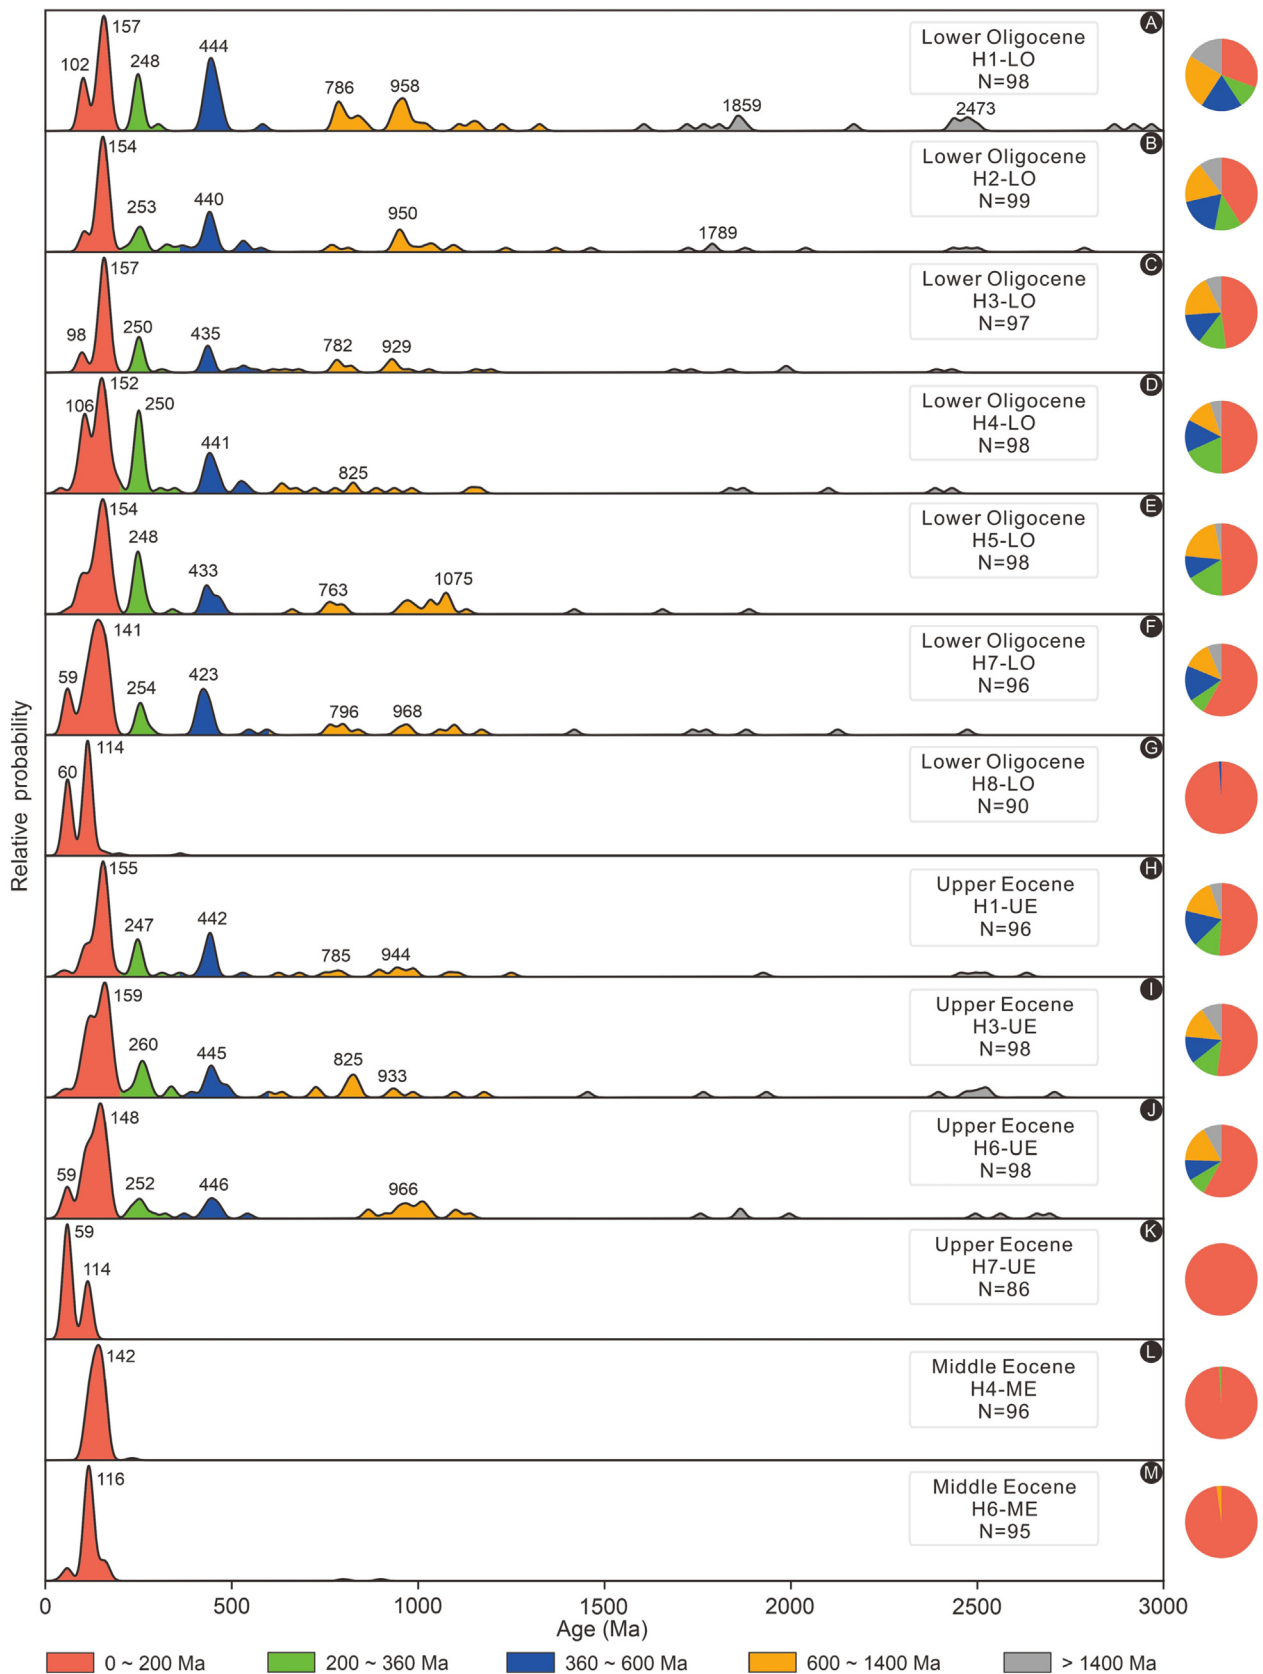 A
157
444
102
248
786
958
1859
2473
Lower Oligocene
H1-LO
N=98
B
154
253
440
950
1789
Lower Oligocene
H2-LO
N=99
C
157
98
250
435
782
929
Lower Oligocene
H3-LO
N=97
D
152
106
250
441
825
Lower Oligocene
H4-LO
N=98
E
154
248
433
763
1075
Lower Oligocene
H5-LO
N=98
F
141
59
254
423
796
968
Lower Oligocene
H7-LO
N=96
G
114
60
Lower Oligocene
H8-LO
N=90
H
155
247
442
785
944
Upper Eocene
H1-UE
N=96
I
159
260
445
825
933
Upper Eocene
H3-UE
N=98
J
148
59
252
446
966
Upper Eocene
H6-UE
N=98
K
59
114
Upper Eocene
H7-UE
N=86
L
142
Middle Eocene
H4-ME
N=96
M
116
Middle Eocene
H6-ME
N=95
Relative probability
0 500 1000 1500 2000 2500 3000
Age (Ma)
0 ~ 200 Ma 200 ~ 360 Ma 360 ~ 600 Ma 600 ~ 1400 Ma > 1400 Ma